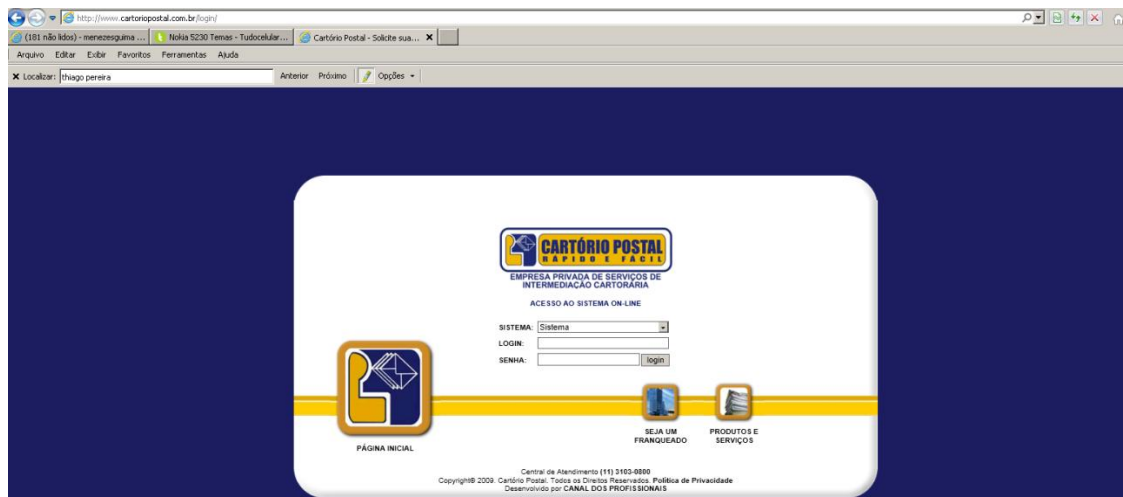 http://www.cartoriopostal.com.br/login/
(181 não lidos) - menezesguima ...
Nokia 5230 Temas - Tudocelular...
Cartório Postal - Solicite sua...
Arquivo Editar Exibir Favoritos Ferramentas Ajuda
Localizar: thiago pereira Anterior Próximo Opções
CARTÓRIO POSTAL
RÁPIDO E FÁCIL
EMPRESA PRIVADA DE SERVIÇOS DE
INTERMEDIAÇÃO CARTORÁRIA
ACESSO AO SISTEMA ON-LINE
SISTEMA: Sistema
LOGIN:
SENHA: login
PÁGINA INICIAL
SEJA UM
FRANQUEADO
PRODUTOS E
SERVIÇOS
Central de Atendimento (11) 3103-0800
Copyright® 2009. Cartório Postal. Todos os Direitos Reservados. Política de Privacidade
Desenvolvido por CANAL DOS PROFISSIONAIS